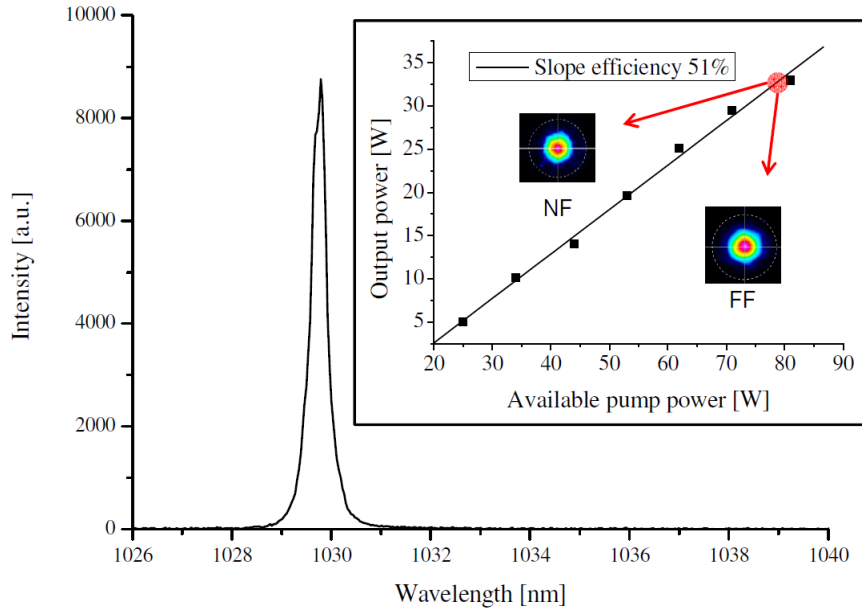 10000
8000
6000
4000
2000
0
Intensity [a.u.]
1026 1028 1030 1032 1034 1036 1038 1040
Wavelength [nm]
Slope efficiency 51%
35
30
25
20
15
10
5
Output power [W]
NF
FF
20 30 40 50 60 70 80 90
Available pump power [W]